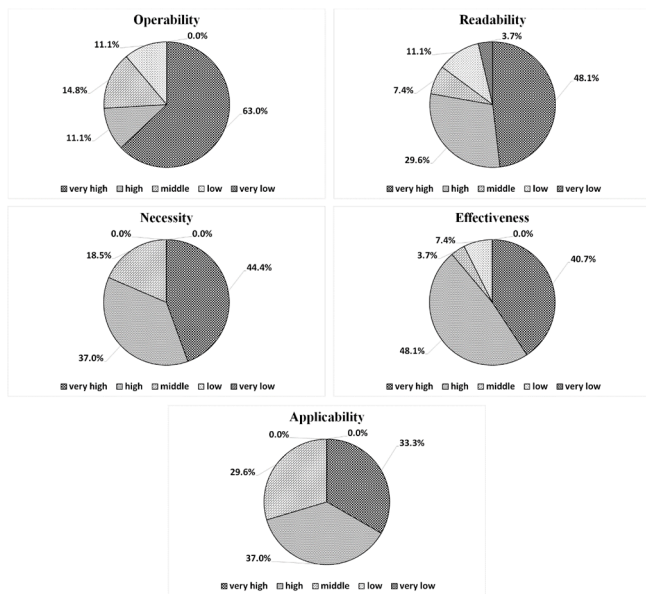 Operability
11.1%
0.0%
14.8%
63.0%
11.1%
very high high middle low very low
Readability
3.7%
11.1%
48.1%
7.4%
29.6%
very high high middle low very low
Necessity
0.0%
0.0%
18.5%
44.4%
37.0%
very high high middle low very low
Effectiveness
7.4%
0.0%
3.7%
40.7%
48.1%
very high high middle low very low
Applicability
0.0%
0.0%
33.3%
29.6%
37.0%
very high high middle low very low